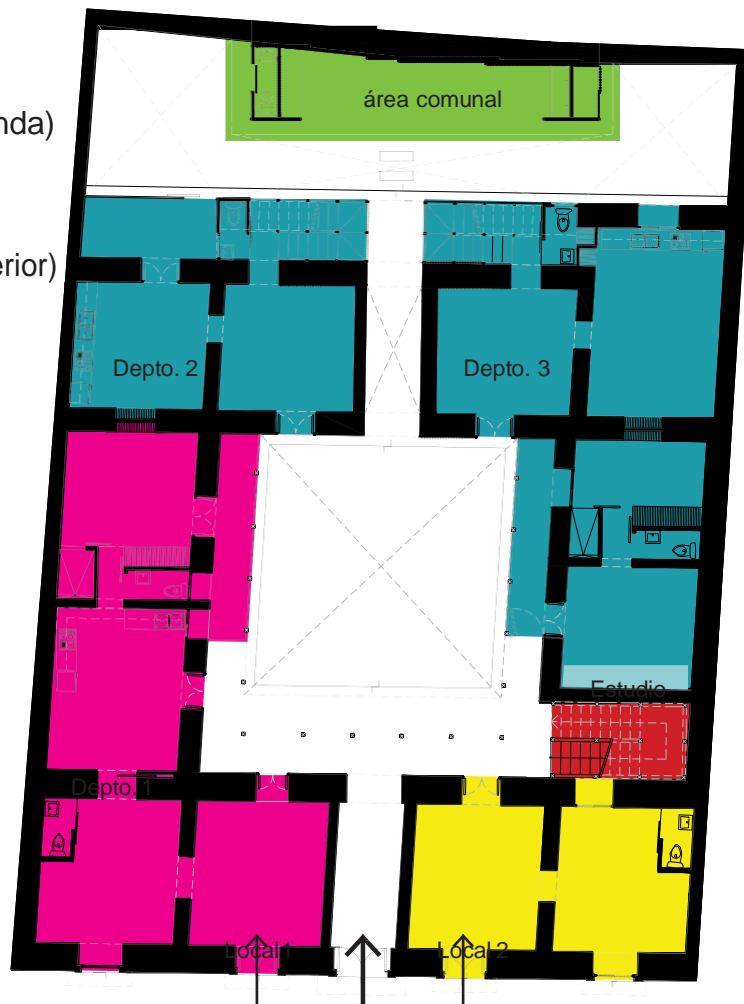 área comunal
nda)
erior)
Depto. 2
Depto. 3
Estudio
Depto. 1
Local 1
Local 2